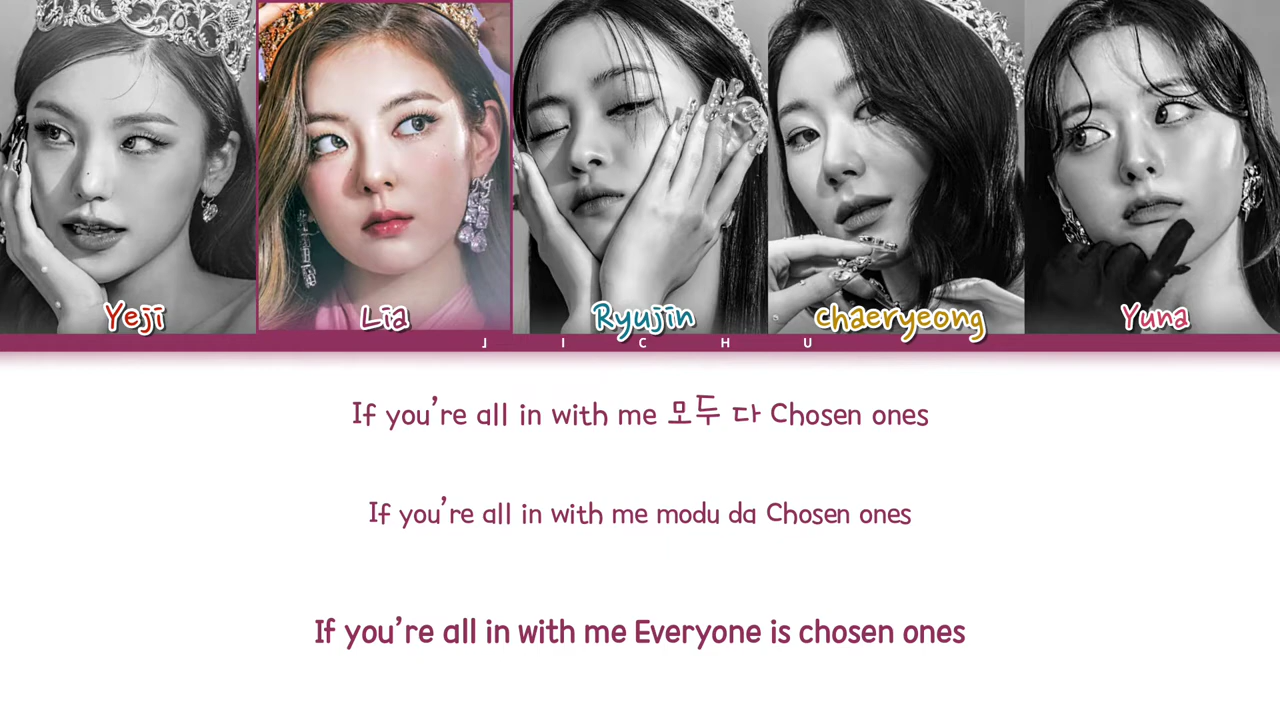 Yeji
Lia
Ryujin
chaeryeong
Yuna
J I C H U
If you're all in with me 모두 다 Chosen ones
If you're all in with me modu da Chosen ones
If you're all in with me Everyone is chosen ones